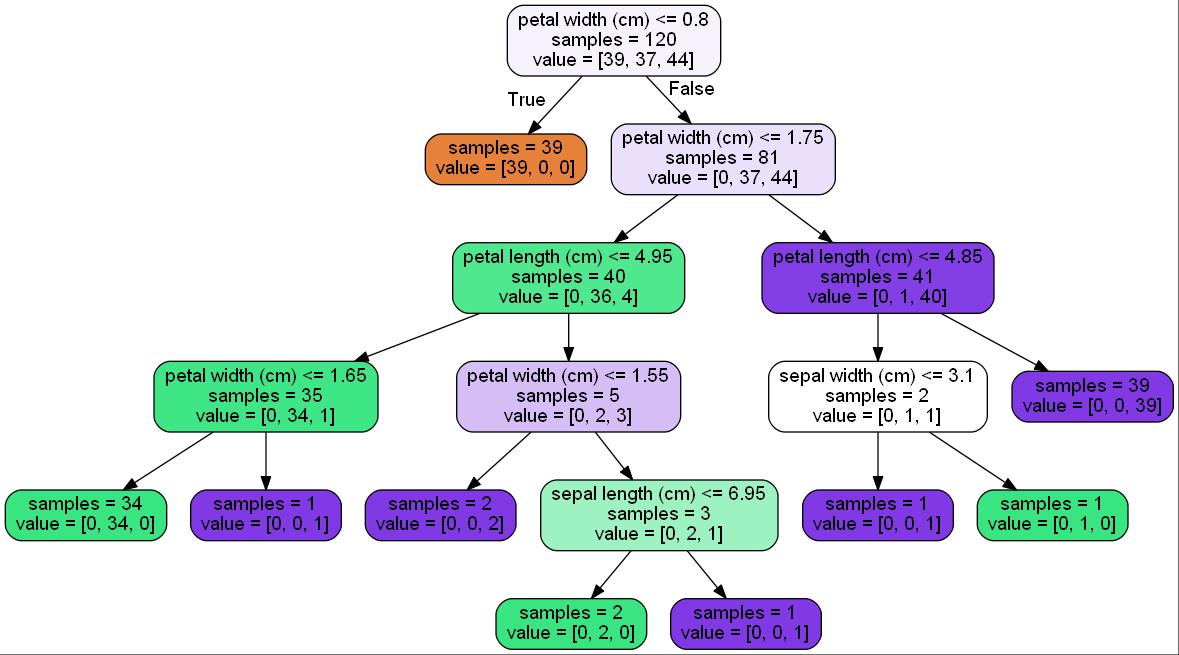 petal width (cm) <= 0.8
samples = 120
value = [39, 37, 44]
True
False
samples = 39
value = [39, 0, 0]
petal width (cm) <= 1.75
samples = 81
value = [0, 37, 44]
petal length (cm) <= 4.95
samples = 40
value = [0, 36, 4]
petal length (cm) <= 4.85
samples = 41
value = [0, 1, 40]
petal width (cm) <= 1.65
samples = 35
value = [0, 34, 1]
petal width (cm) <= 1.55
samples = 5
value = [0, 2, 3]
sepal width (cm) <= 3.1
samples = 2
value = [0, 1, 1]
samples = 39
value = [0, 0, 39]
samples = 34
value = [0, 34, 0]
samples = 1
value = [0, 0, 1]
samples = 2
value = [0, 0, 2]
sepal length (cm) <= 6.95
samples = 3
value = [0, 2, 1]
samples = 1
value = [0, 0, 1]
samples = 1
value = [0, 1, 0]
samples = 2
value = [0, 2, 0]
samples = 1
value = [0, 0, 1]